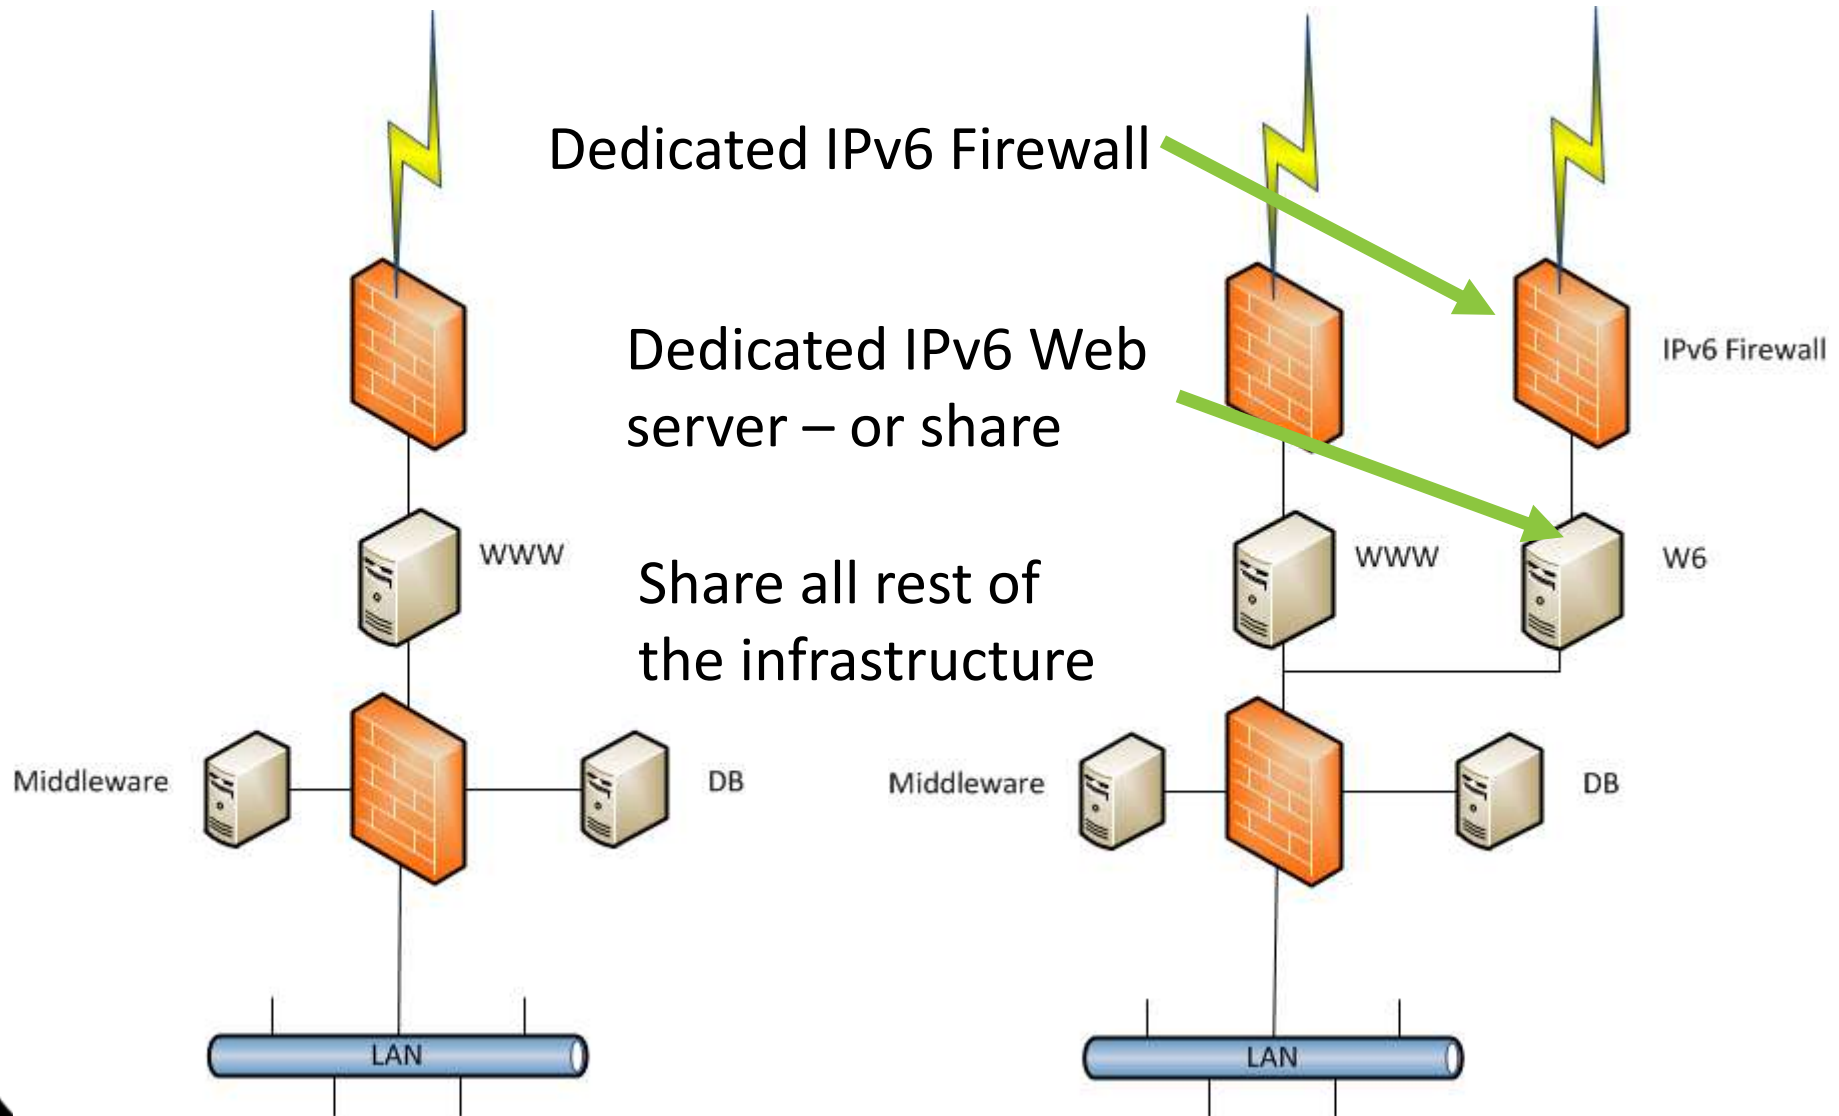 Dedicated IPv6 Firewall
Dedicated IPv6 Web
server – or share
IPv6 Firewall
WWW
WWW
W6
Share all rest of
the infrastructure
Middleware
DB
Middleware
DB
LAN
LAN